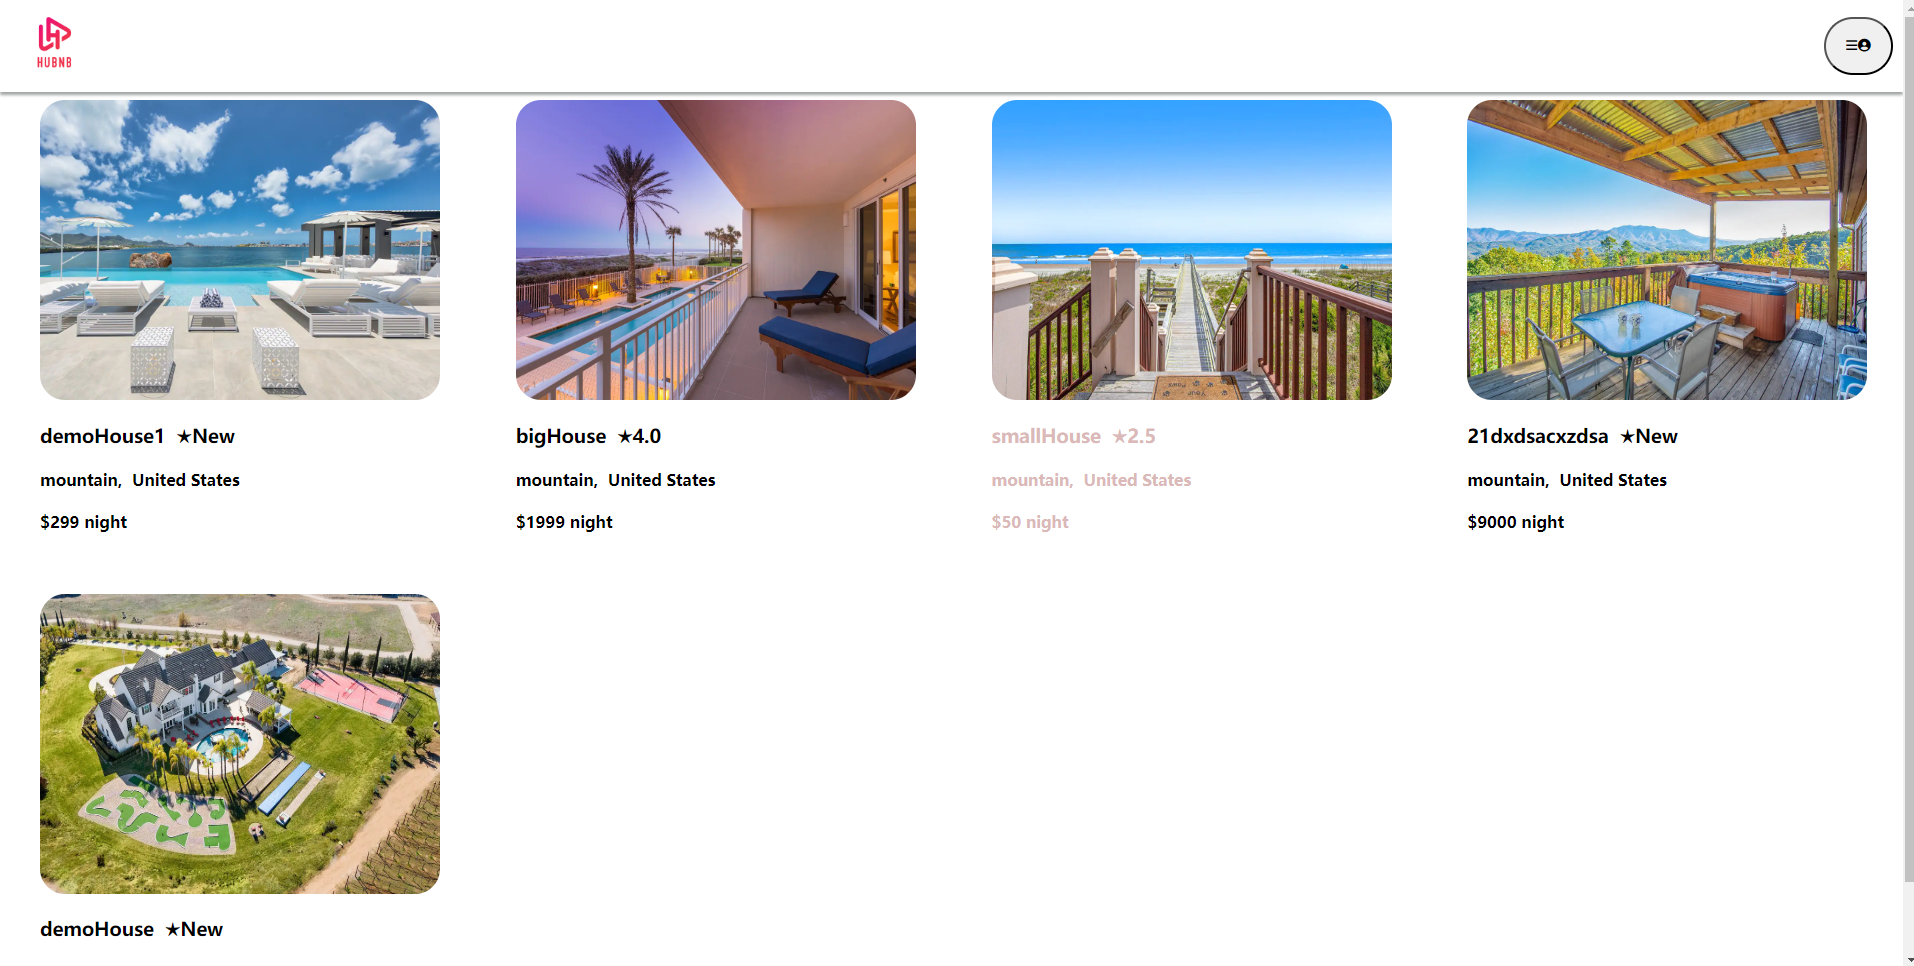 HUBNB
demoHouse1 ★New
mountain, United States
$299 night
bigHouse ★4.0
mountain, United States
$1999 night
smallHouse ★2.5
mountain, United States
$50 night
21dxdsacxzdsa ★New
mountain, United States
$9000 night
demoHouse ★New